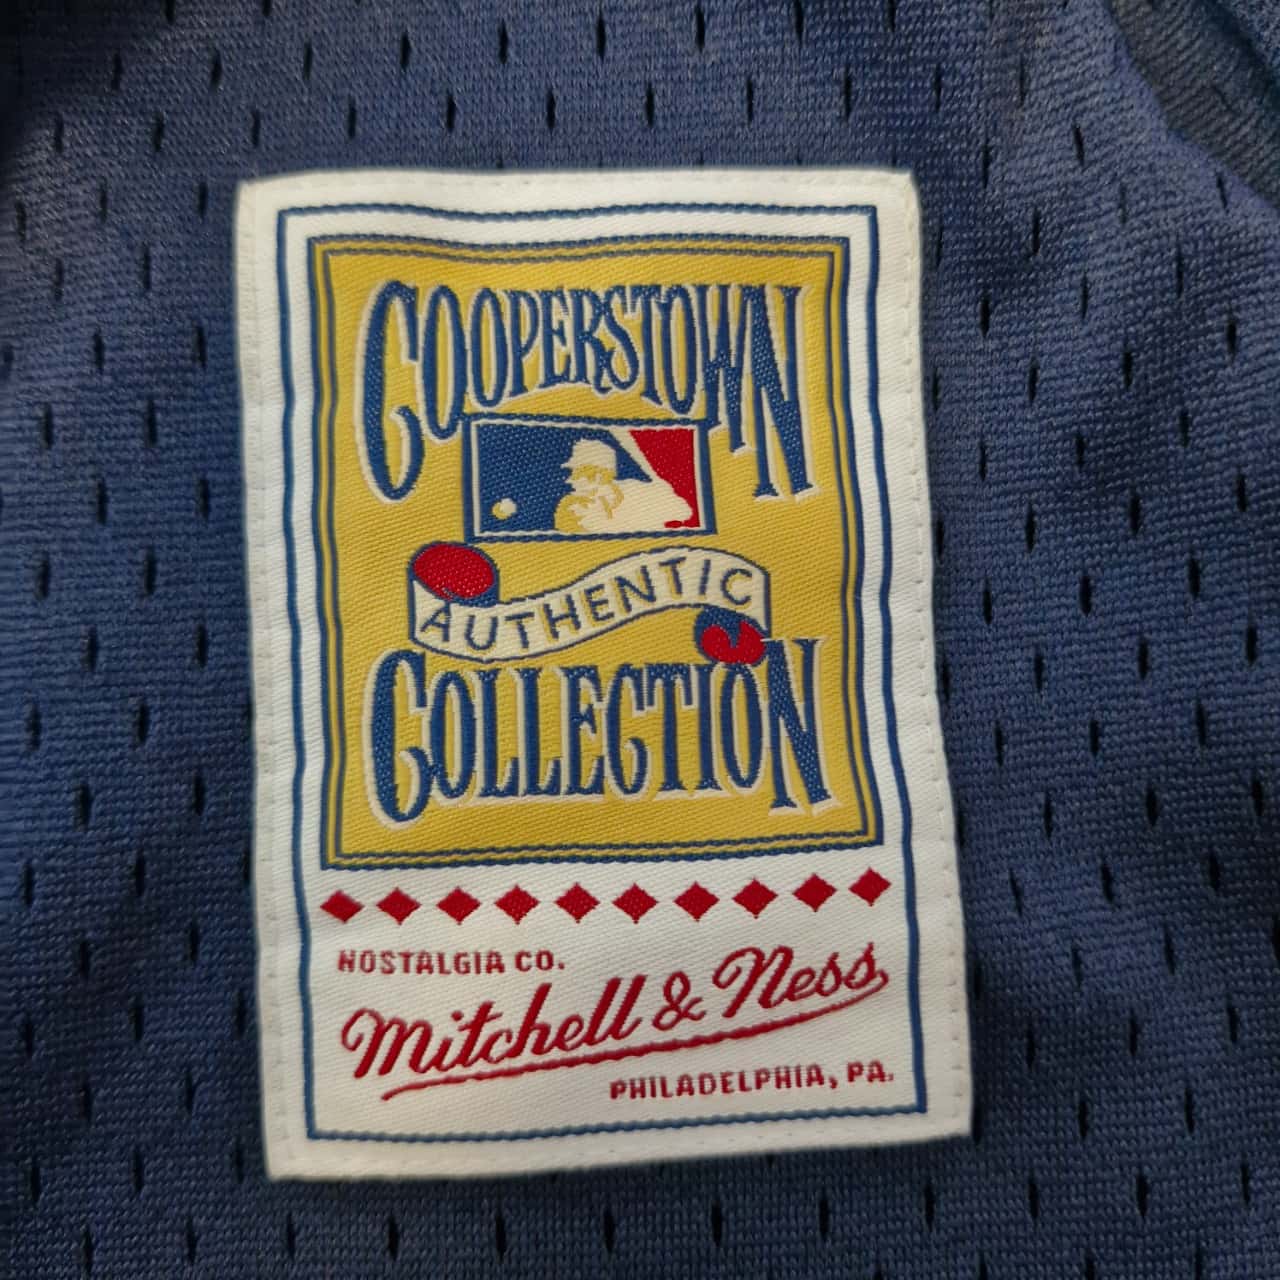 COOPERSTOWN
AUTHENTIC
COLLECTION
NOSTALGIA CO.
Mitchell & Ness
PHILADELPHIA, PA.